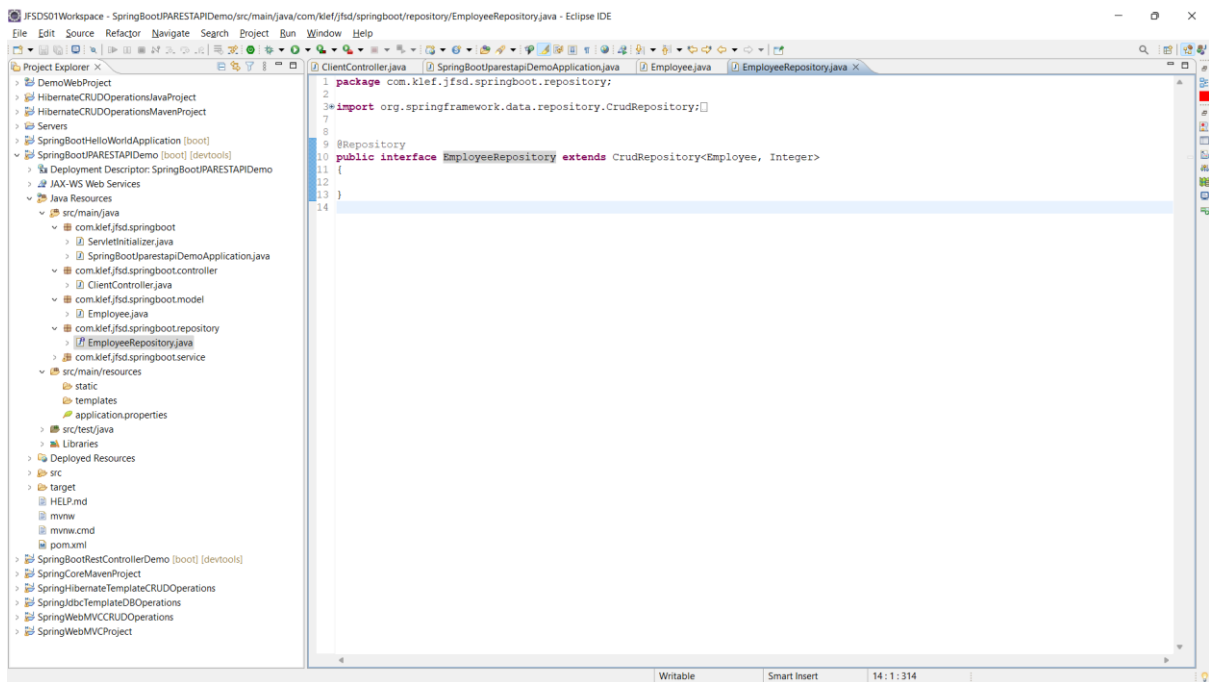 JFSDS01Workspace - SpringBootJPARESTAPIDemo/src/main/java/com/klef/jfsd/springboot/repository/EmployeeRepository.java - Eclipse IDE
File Edit Source Refactor Navigate Search Project Run Window Help
Project Explorer
DemoWebProject
HibernateCRUDOperationsJavaProject
HibernateCRUDOperationsMavenProject
Servers
SpringBootHelloWorldApplication [boot]
SpringBootJPARESTAPIDemo [boot] [devtools]
Deployment Descriptor: SpringBootJPARESTAPIDemo
JAX-WS Web Services
Java Resources
src/main/java
com.klef.jfsd.springboot
ServletInitializer.java
SpringBootJparestapiDemoApplication.java
com.klef.jfsd.springboot.controller
ClientController.java
com.klef.jfsd.springboot.model
Employee.java
com.klef.jfsd.springboot.repository
EmployeeRepository.java
com.klef.jfsd.springboot.service
src/main/resources
static
templates
application.properties
src/test/java
Libraries
Deployed Resources
src
target
HELP.md
mvnw
mvnw.cmd
pom.xml
SpringBootRestControllerDemo [boot] [devtools]
SpringCoreMavenProject
SpringHibernateTemplateCRUDOperations
SpringJdbcTemplateDBOperations
SpringWebMVCCRUDOperations
SpringWebMVCProject
ClientController.java SpringBootJparestapiDemoApplication.java Employee.java EmployeeRepository.java
1 package com.klef.jfsd.springboot.repository;
2
3 import org.springframework.data.repository.CrudRepository;
7
8
9 @Repository
10 public interface EmployeeRepository extends CrudRepository<Employee, Integer>
11 {
12
13 }
14
Writable Smart Insert 14 : 1 : 314